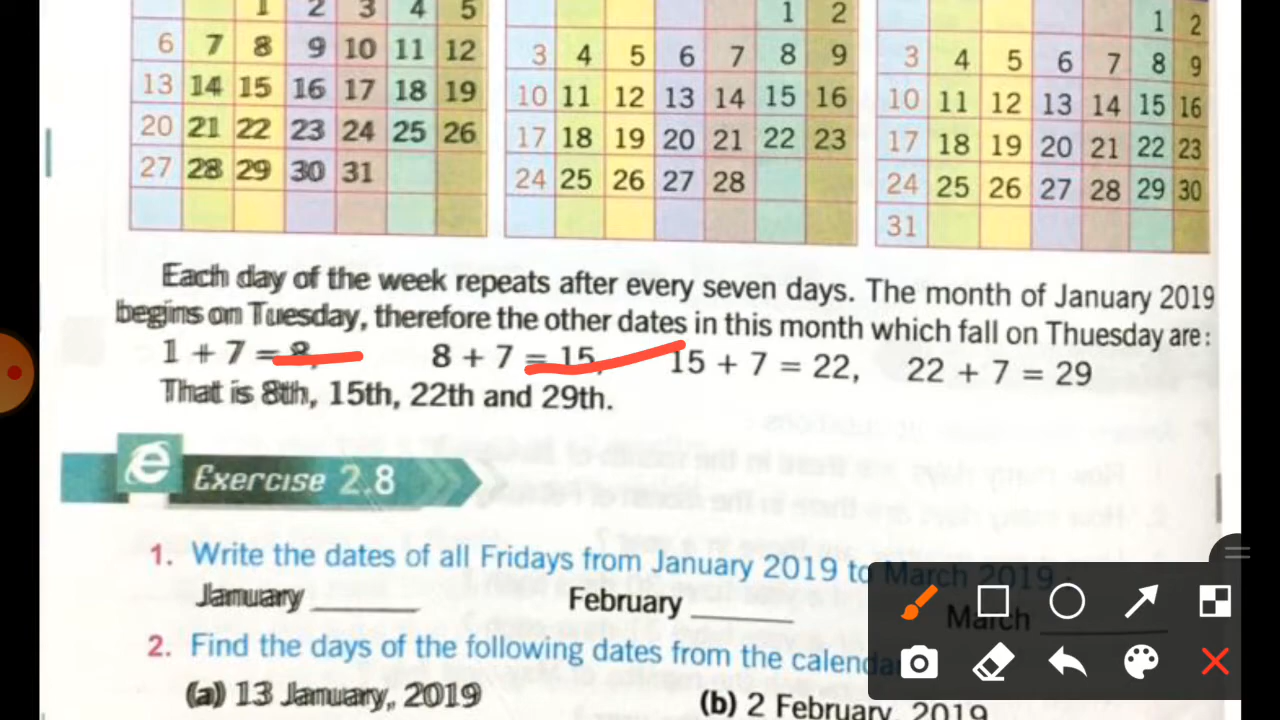 1 2 3 4 5
6 7 8 9 10 11 12
13 14 15 16 17 18 19
20 21 22 23 24 25 26
27 28 29 30 31
1 2
3 4 5 6 7 8 9
10 11 12 13 14 15 16
17 18 19 20 21 22 23
24 25 26 27 28
1 2
3 4 5 6 7 8 9
10 11 12 13 14 15 16
17 18 19 20 21 22 23
24 25 26 27 28 29 30
31
Each day of the week repeats after every seven days. The month of January 2019
begins on Tuesday, therefore the other dates in this month which fall on Thuesday are:
1 + 7 = 8, 8 + 7 = 15, 15 + 7 = 22, 22 + 7 = 29
That is 8th, 15th, 22th and 29th.
e Exercise 2.8
1. Write the dates of all Fridays from January 2019 to March 2019 :
January ______ February ______ March ______
2. Find the days of the following dates from the calenda
(a) 13 January, 2019 (b) 2 February, 2019